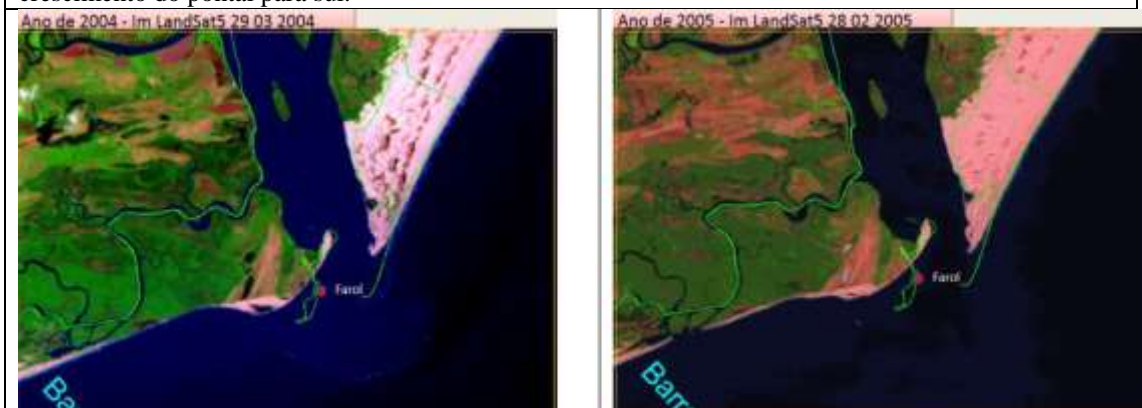 crescimento do pontal para sul.
Ano de 2004 - Im LandSat5 29 03 2004
Ano de 2005 - Im LandSat5 28 02 2005
Farol
Farol